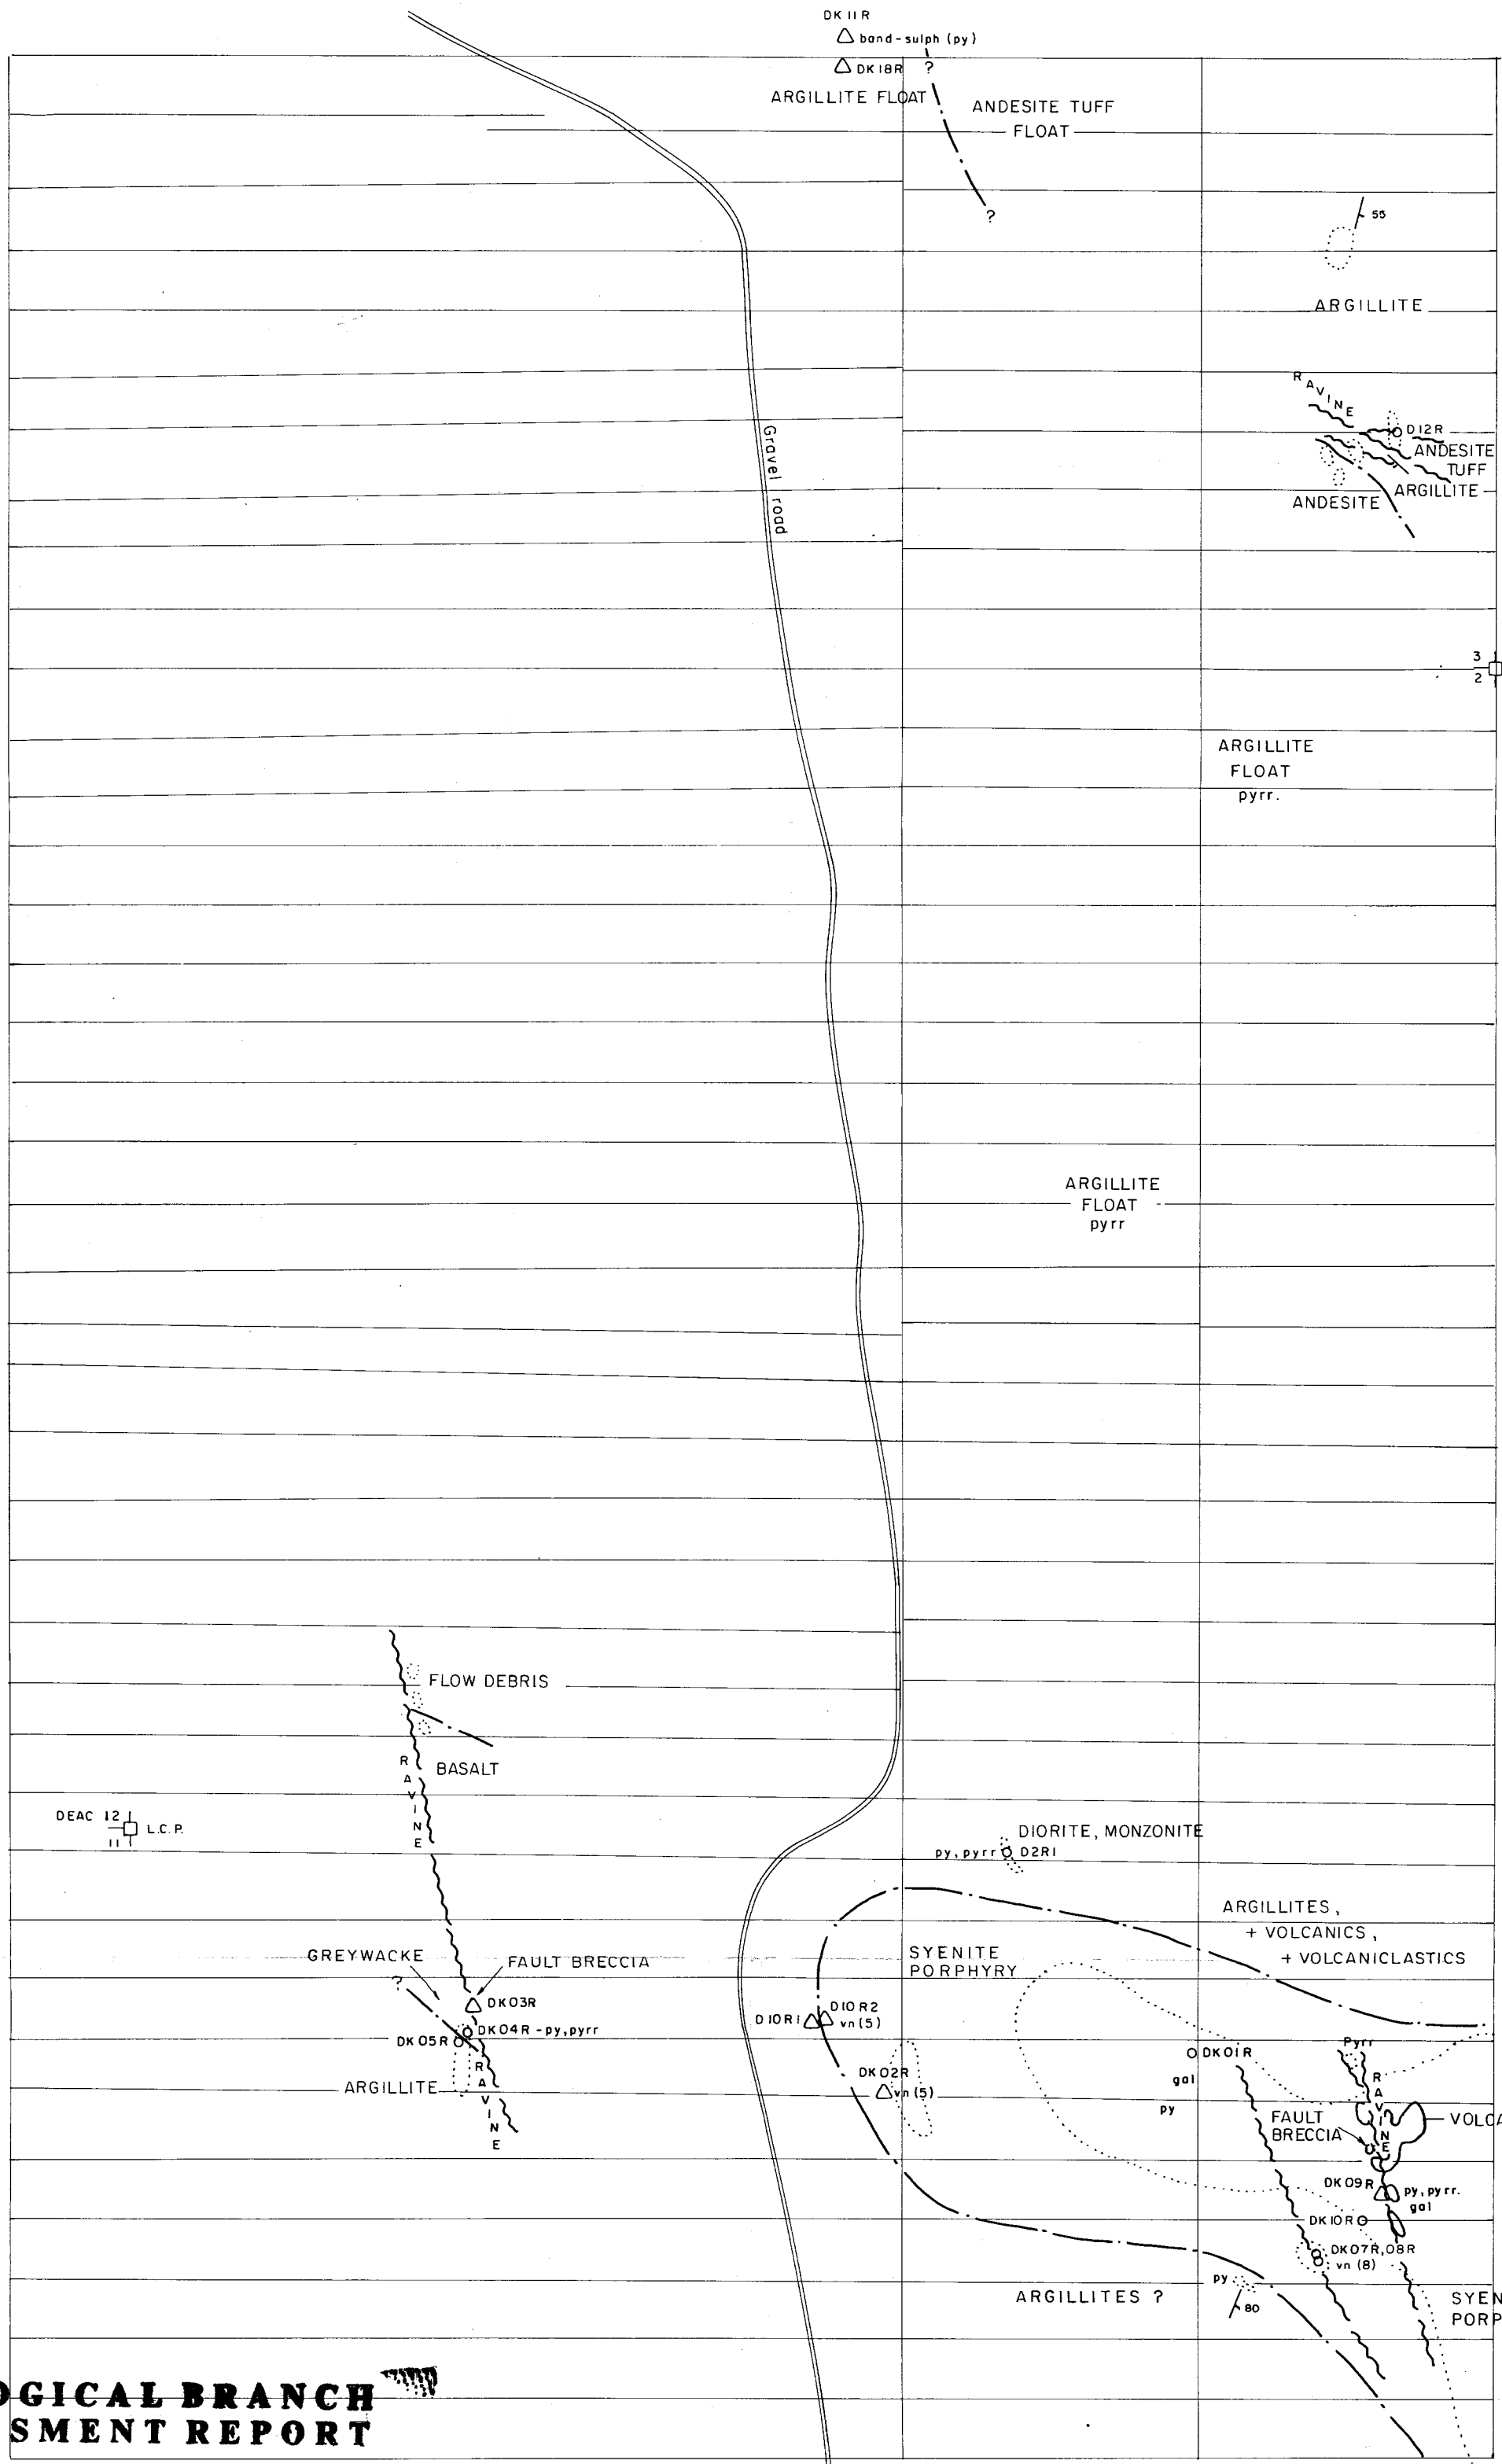 DK 11R
band-sulph (py)
DK 18R
?
ARGILLITE FLOAT
ANDESITE TUFF
FLOAT
?
55
ARGILLITE
RAVINE
D12R
ANDESITE
TUFF
ARGILLITE
ANDESITE
Gravel road
3
2
ARGILLITE
FLOAT
pyrr.
ARGILLITE
FLOAT
pyrr
FLOW DEBRIS
RAVINE
BASALT
DEAC 12
11
L.C.P.
DIORITE, MONZONITE
py, pyrr
D2R1
ARGILLITES,
+ VOLCANICS,
+ VOLCANICLASTICS
GREYWACKE
FAULT BRECCIA
?
DK03R
DK04R - py, pyrr
DK05R
ARGILLITE
RAVINE
SYENITE
PORPHYRY
D10R1
D10R2
vn (5)
DK02R
vn (5)
DK01R
gal
py
Pyrr
RAVINE
FAULT
BRECCIA
VOLCA
DK09R
py, pyrr.
gal
DK10R
DK07R, 08R
vn (8)
py
80
ARGILLITES ?
SYEN
PORP
OGICAL BRANCH
SMENT REPORT